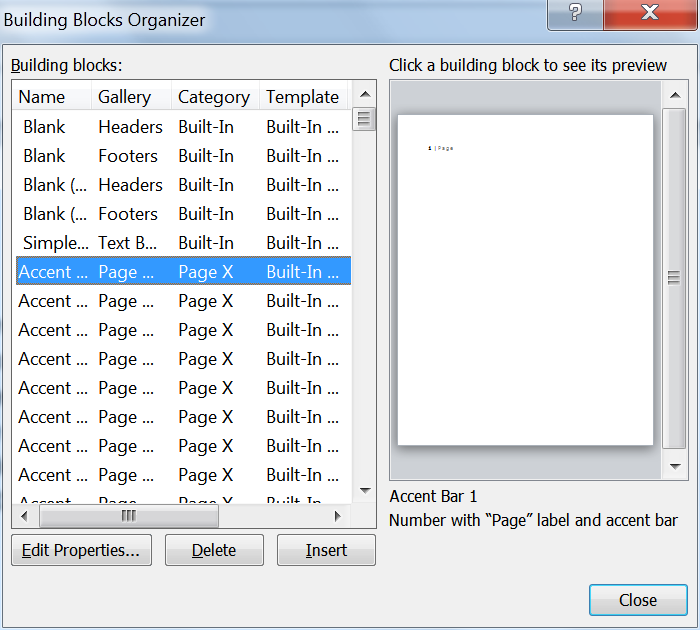 Building Blocks Organizer
?
Building blocks:
Name Gallery Category Template
Blank Headers Built-In Built-In ...
Blank Footers Built-In Built-In ...
Blank (... Headers Built-In Built-In ...
Blank (... Footers Built-In Built-In ...
Simple... Text B... Built-In Built-In ...
Accent ... Page ... Page X Built-In ...
Accent ... Page ... Page X Built-In ...
Accent ... Page ... Page X Built-In ...
Accent ... Page ... Page X Built-In ...
Accent ... Page ... Page X Built-In ...
Accent ... Page ... Page X Built-In ...
Accent ... Page ... Page X Built-In ...
Accent ... Page ... Page X Built-In ...
Accent ... Page ... Page X Built-In ...
Edit Properties... Delete Insert
Click a building block to see its preview
1 | Page
Accent Bar 1
Number with “Page” label and accent bar
Close